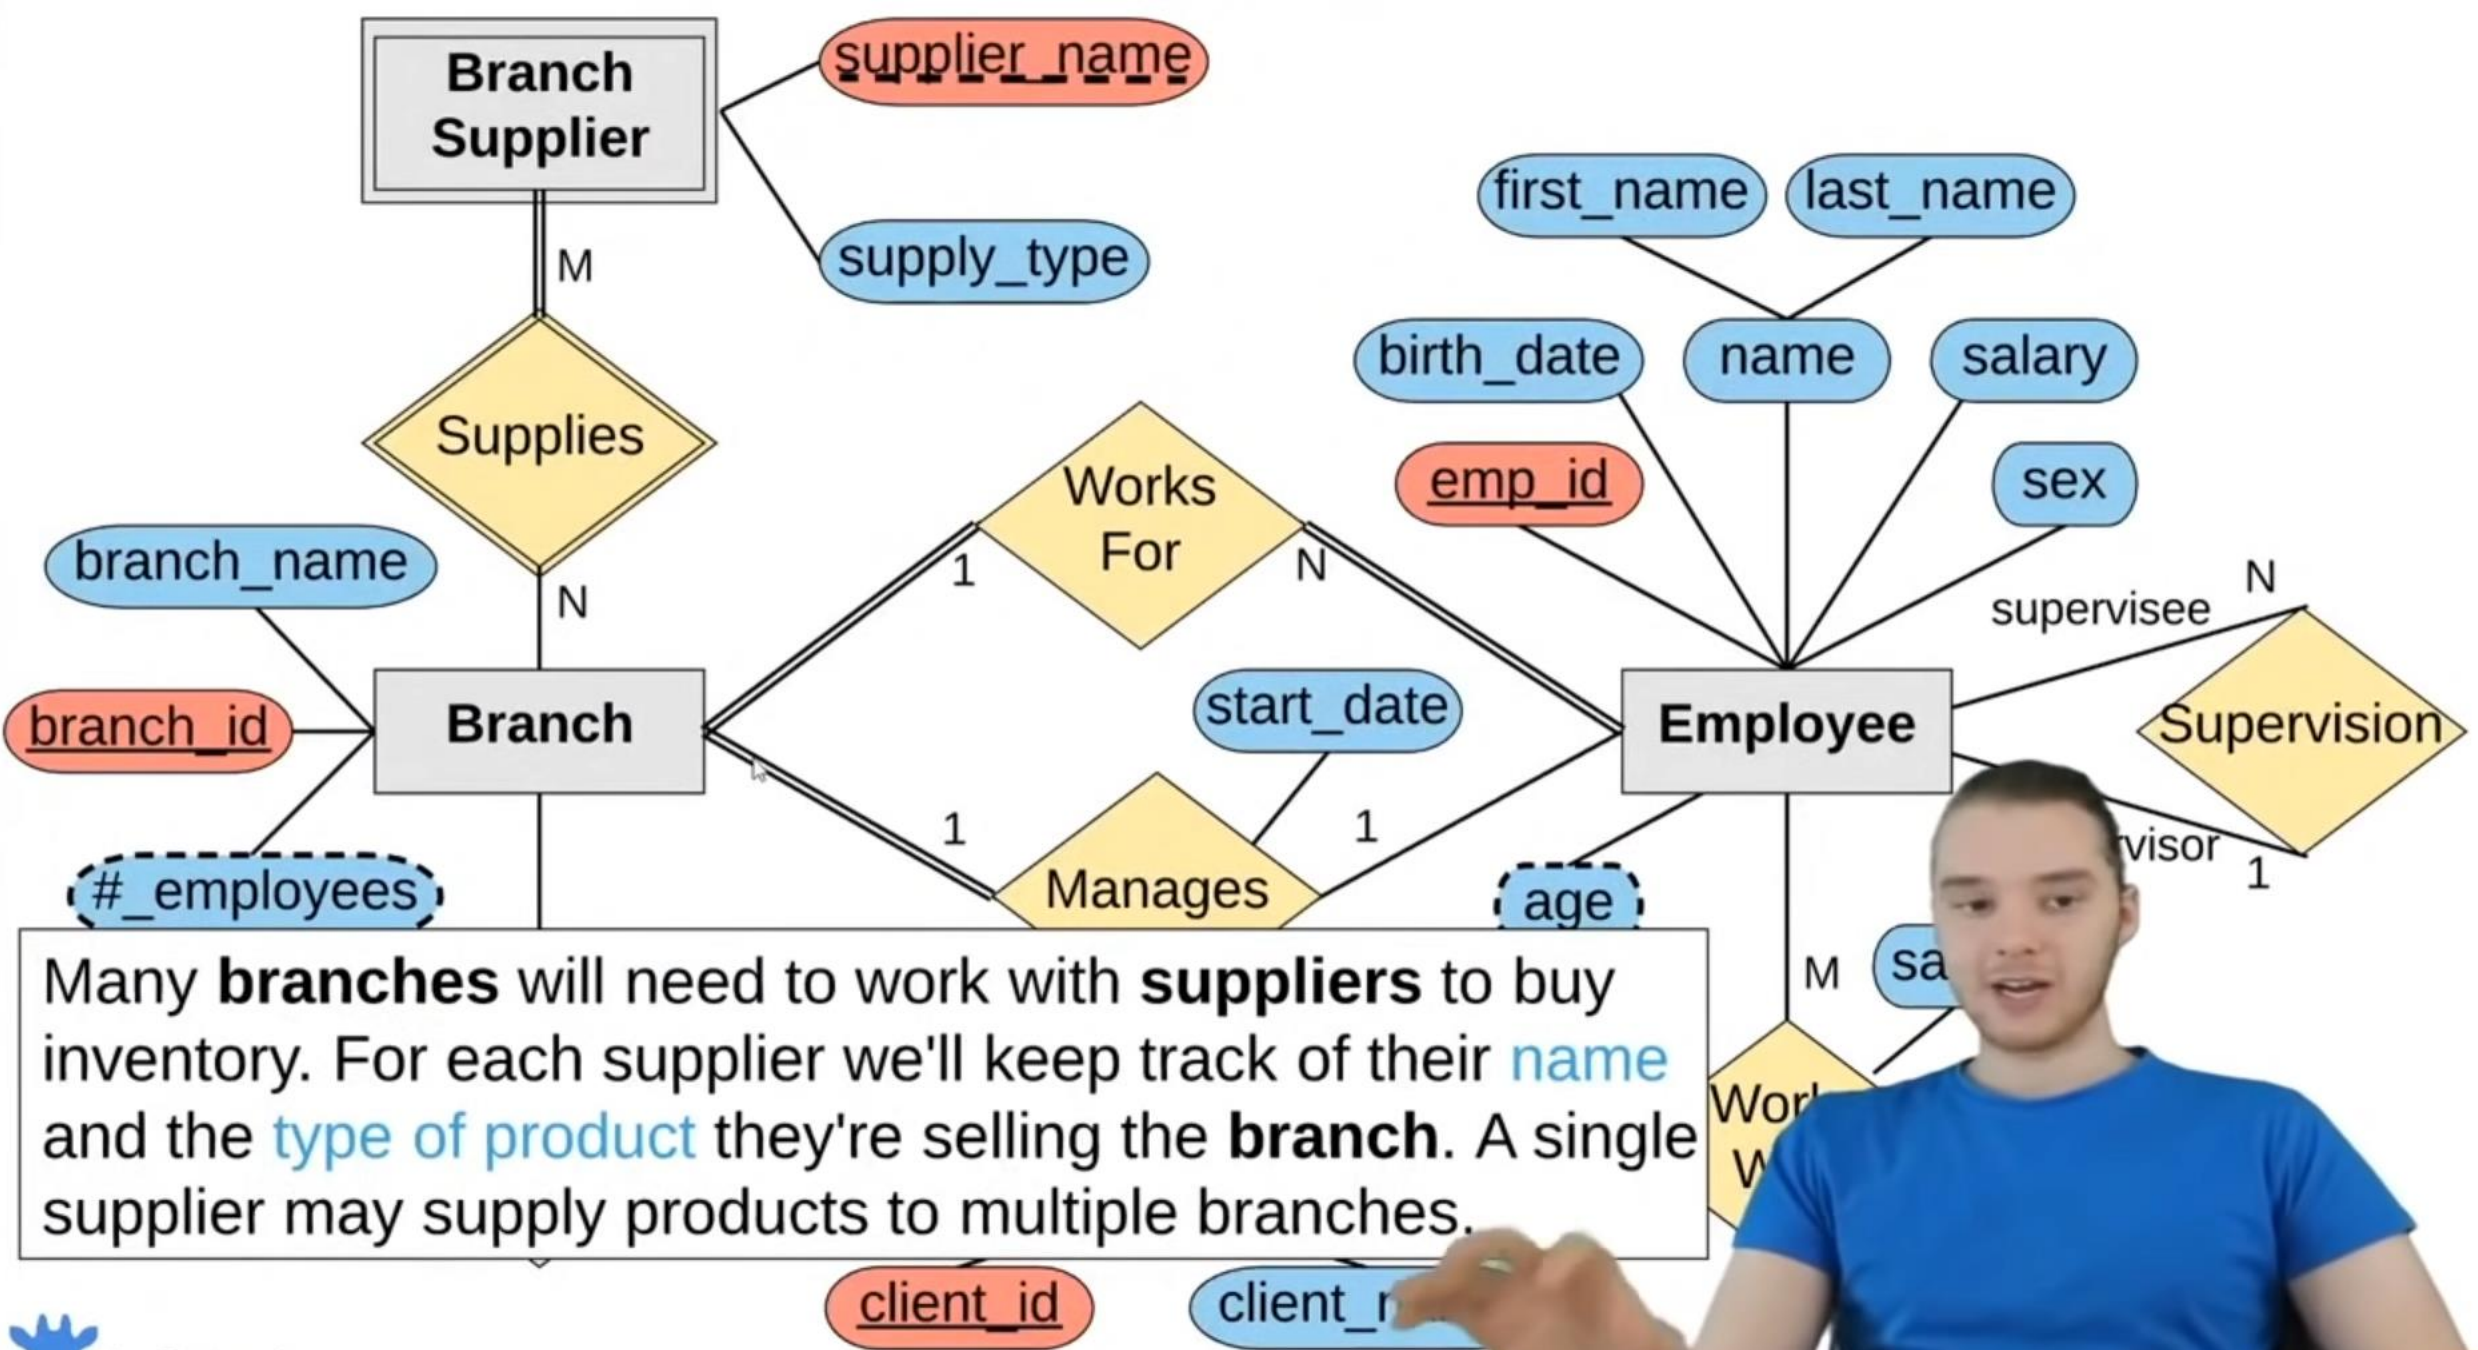 Branch
Supplier
supplier_name
supply_type
M
Supplies
N
first_name
last_name
birth_date
name
salary
emp_id
sex
Works
For
1
N
branch_name
branch_id
Branch
#_employees
start_date
1
Manages
1
Employee
supervisee
N
Supervision
1
age
M
Many branches will need to work with suppliers to buy
inventory. For each supplier we'll keep track of their name
and the type of product they're selling the branch. A single
supplier may supply products to multiple branches.
client_id